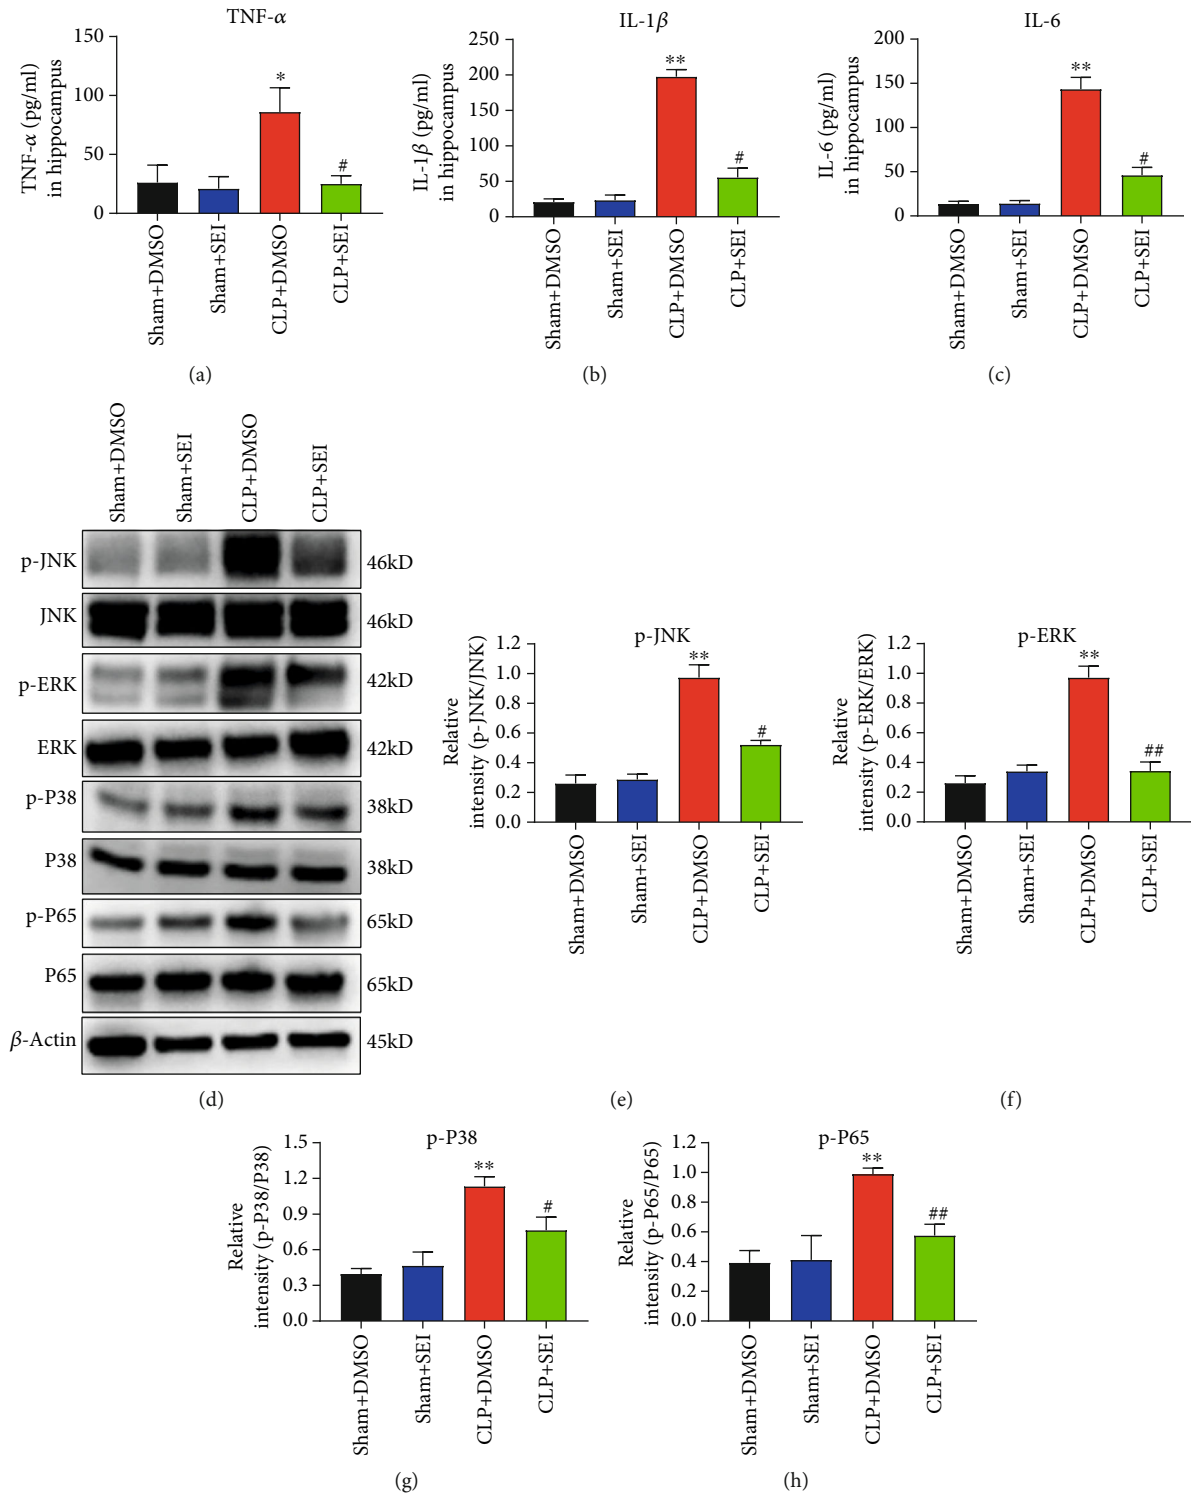 TNF-α
TNF-α (pg/ml)
in hippocampus
150
100
50
0
*
#
Sham+DMSO
Sham+SEI
CLP+DMSO
CLP+SEI
(a)
IL-1β
IL-1β (pg/ml)
in hippocampus
250
200
150
100
50
0
**
#
Sham+DMSO
Sham+SEI
CLP+DMSO
CLP+SEI
(b)
IL-6
IL-6 (pg/ml)
in hippocampus
200
150
100
50
0
**
#
Sham+DMSO
Sham+SEI
CLP+DMSO
CLP+SEI
(c)
Sham+DMSO
Sham+SEI
CLP+DMSO
CLP+SEI
p-JNK 46kD
JNK 46kD
p-ERK 42kD
ERK 42kD
p-P38 38kD
P38 38kD
p-P65 65kD
P65 65kD
β-Actin 45kD
(d)
p-JNK
Relative
intensity (p-JNK/JNK)
1.2
1.0
0.8
0.6
0.4
0.2
0.0
**
#
Sham+DMSO
Sham+SEI
CLP+DMSO
CLP+SEI
(e)
p-ERK
Relative
intensity (p-ERK/ERK)
1.2
1.0
0.8
0.6
0.4
0.2
0.0
**
##
Sham+DMSO
Sham+SEI
CLP+DMSO
CLP+SEI
(f)
p-P38
Relative
intensity (p-P38/P38)
1.5
1.2
0.9
0.6
0.3
0.0
**
#
Sham+DMSO
Sham+SEI
CLP+DMSO
CLP+SEI
(g)
p-P65
Relative
intensity (p-P65/P65)
1.2
1.0
0.8
0.6
0.4
0.2
0.0
**
##
Sham+DMSO
Sham+SEI
CLP+DMSO
CLP+SEI
(h)